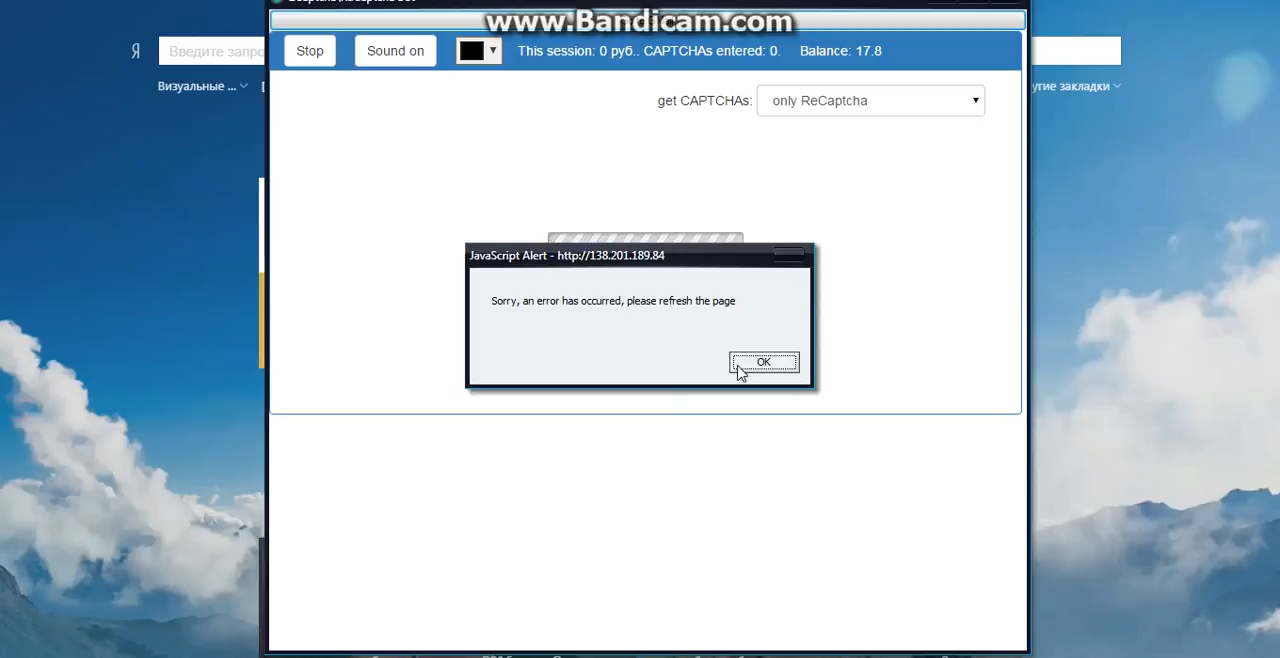 www.Bandicam.com
Я
Введите запро
Stop
Sound on
This session: 0 руб.. CAPTCHAs entered: 0.
Balance: 17.8
Визуальные ...
угие закладки
get CAPTCHAs:
only ReCaptcha
JavaScript Alert - http://138.201.189.84
Sorry, an error has occurred, please refresh the page
OK